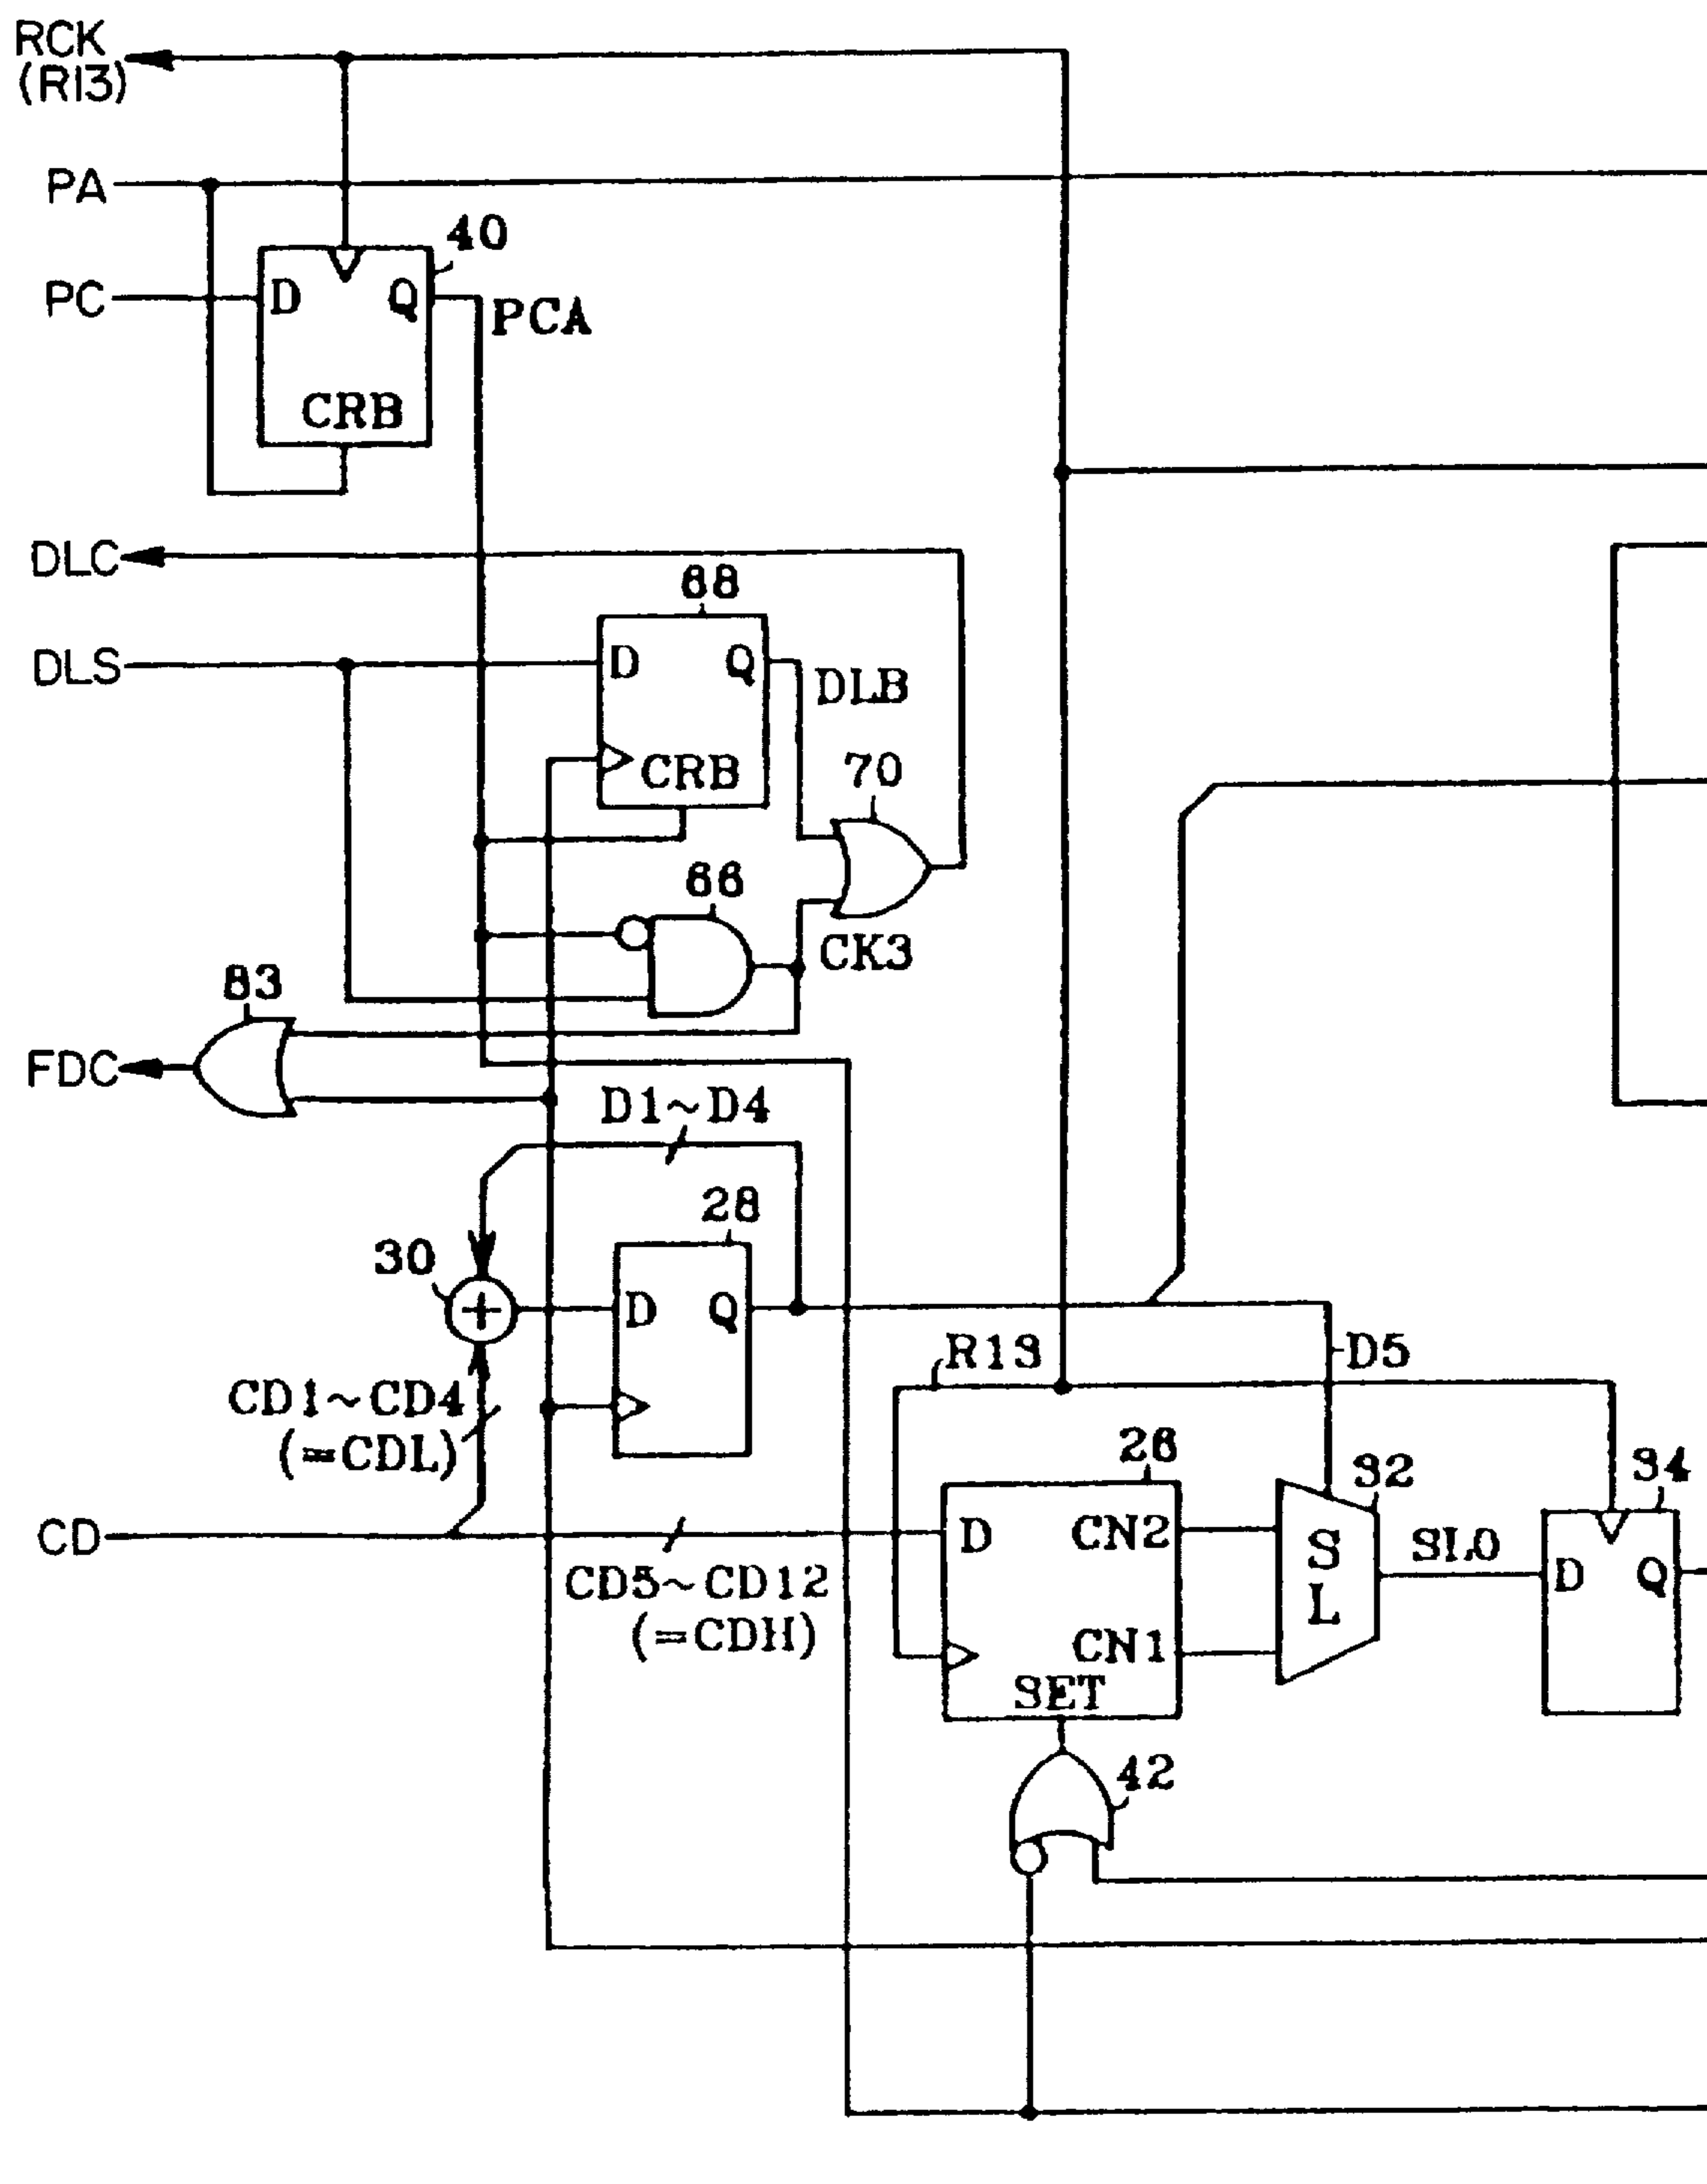 RCK
(R13)
PA
40
PC
D
Q
PCA
CRB
DLC
68
DLS
D
Q
DLB
CRB
70
66
CK3
83
FDC
D1~D4
28
30
+
D
Q
R13
D5
CD1~CD4
(=CDL)
26
32
34
CD
D
CN2
S
L
SL0
D
Q
CD5~CD12
(=CDH)
CN1
SET
42